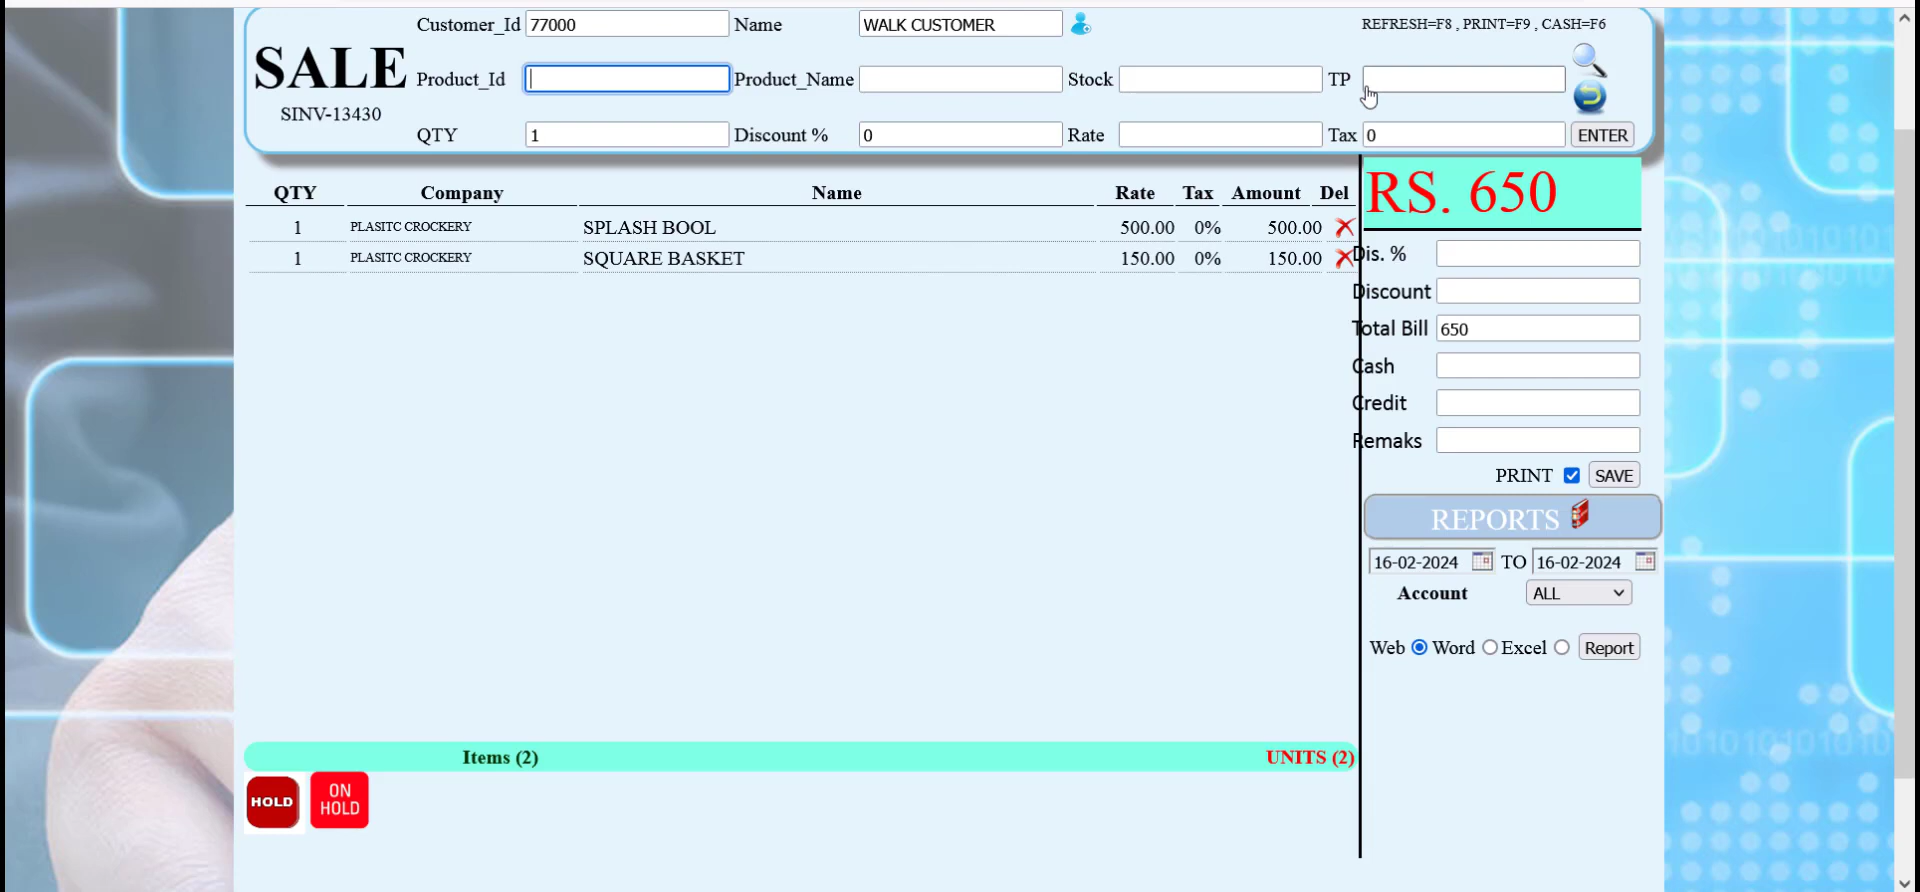 Customer_Id 77000 Name WALK CUSTOMER REFRESH=F8 , PRINT=F9 , CASH=F6
SALE
Product_Id Product_Name Stock TP
SINV-13430
QTY 1 Discount % 0 Rate Tax 0 ENTER
RS. 650
QTY Company Name Rate Tax Amount Del
1 PLASITC CROCKERY SPLASH BOOL 500.00 0% 500.00
1 PLASITC CROCKERY SQUARE BASKET 150.00 0% 150.00
Dis. %
Discount
Total Bill 650
Cash
Credit
Remaks
PRINT SAVE
REPORTS
16-02-2024 TO 16-02-2024
Account ALL
Web Word Excel Report
Items (2) UNITS (2)
HOLD
ON
HOLD